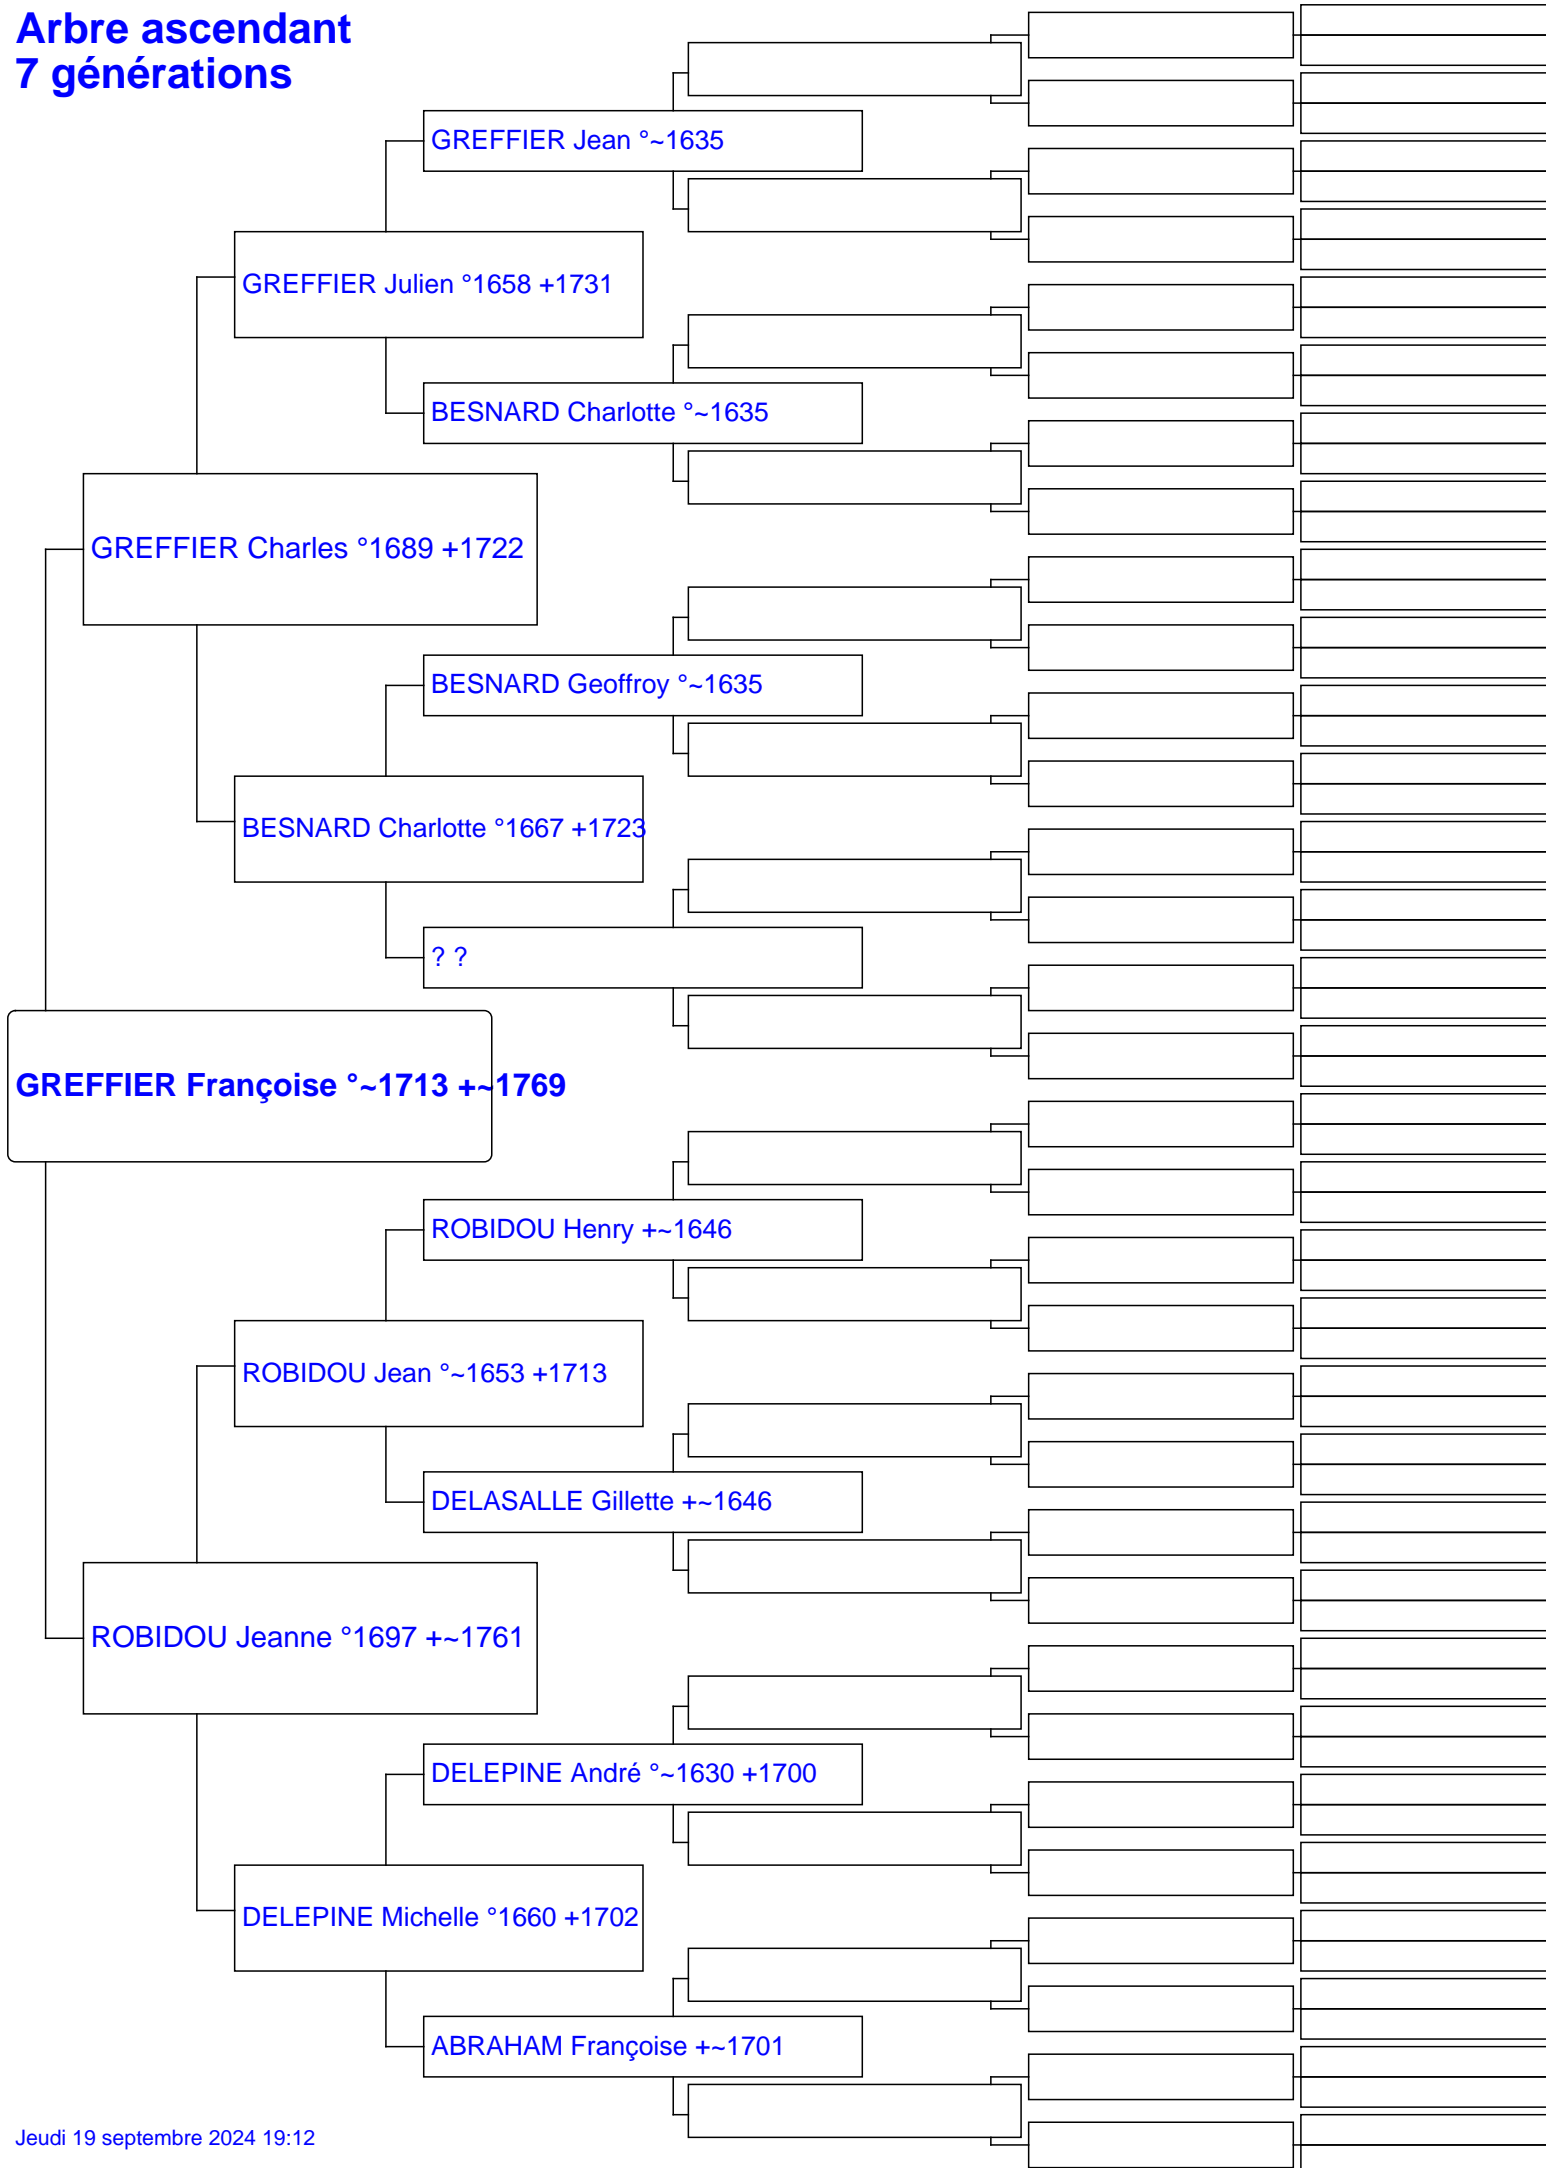 Arbre ascendant
7 générations
GREFFIER Jean °~1635
GREFFIER Julien °1658 +1731
BESNARD Charlotte °~1635
GREFFIER Charles °1689 +1722
BESNARD Geoffroy °~1635
BESNARD Charlotte °1667 +1723
? ?
GREFFIER Françoise °~1713 +~1769
ROBIDOU Henry +~1646
ROBIDOU Jean °~1653 +1713
DELASALLE Gillette +~1646
ROBIDOU Jeanne °1697 +~1761
DELEPINE André °~1630 +1700
DELEPINE Michelle °1660 +1702
ABRAHAM Françoise +~1701
Jeudi 19 septembre 2024 19:12